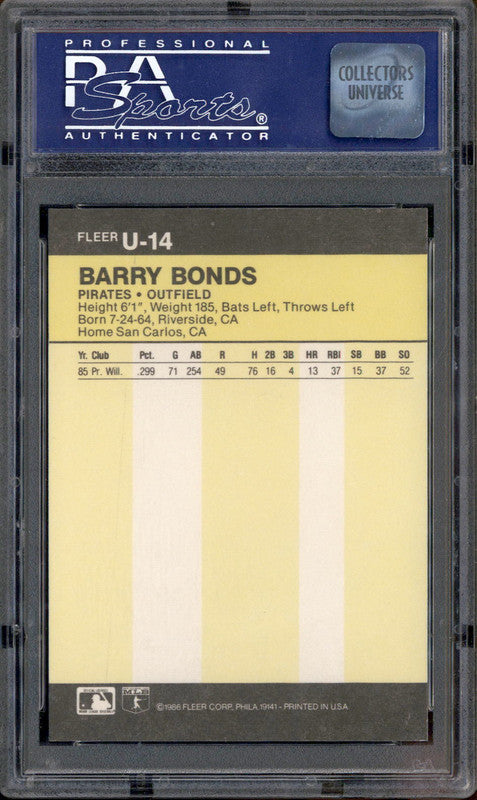 PROFESSIONAL
PSA
Sports®
AUTHENTICATOR
COLLECTORS
UNIVERSE
FLEER U-14
BARRY BONDS
PIRATES • OUTFIELD
Height 6'1", Weight 185, Bats Left, Throws Left
Born 7-24-64, Riverside, CA
Home San Carlos, CA
Yr. Club Pct. G AB R H 2B 3B HR RBI SB BB SO
85 Pr. Will. .299 71 254 49 76 16 4 13 37 15 37 52
©1986 FLEER CORP., PHILA. 19141 - PRINTED IN U.S.A.